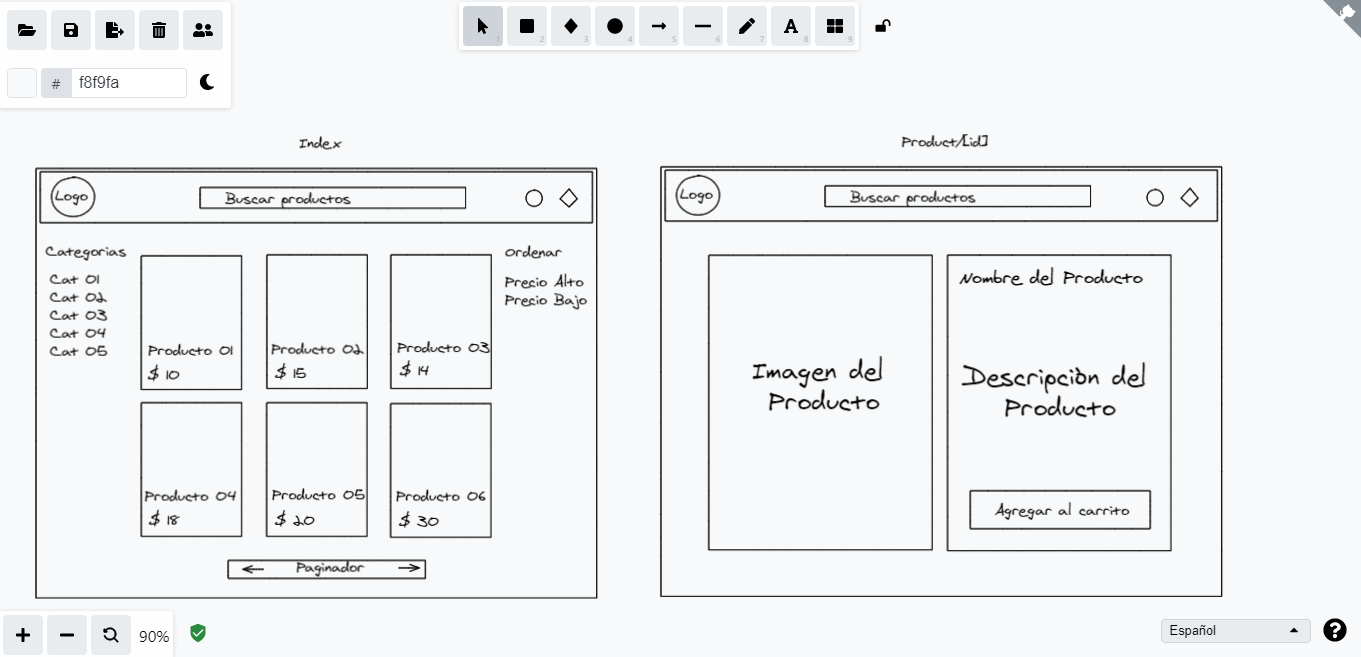 1
2
3
4
5
6
7
8
9
# f8f9fa
Index
Logo
Buscar productos
Categorias
Cat 01
Cat 02
Cat 03
Cat 04
Cat 05
Producto 01
$ 10
Producto 02
$ 15
Producto 03
$ 14
Producto 04
$ 18
Producto 05
$ 20
Producto 06
$ 30
Ordenar
Precio Alto
Precio Bajo
Paginador
Product/[id]
Logo
Buscar productos
Imagen del
Producto
Nombre del Producto
Descripciòn del
Producto
Agregar al carrito
90%
Español